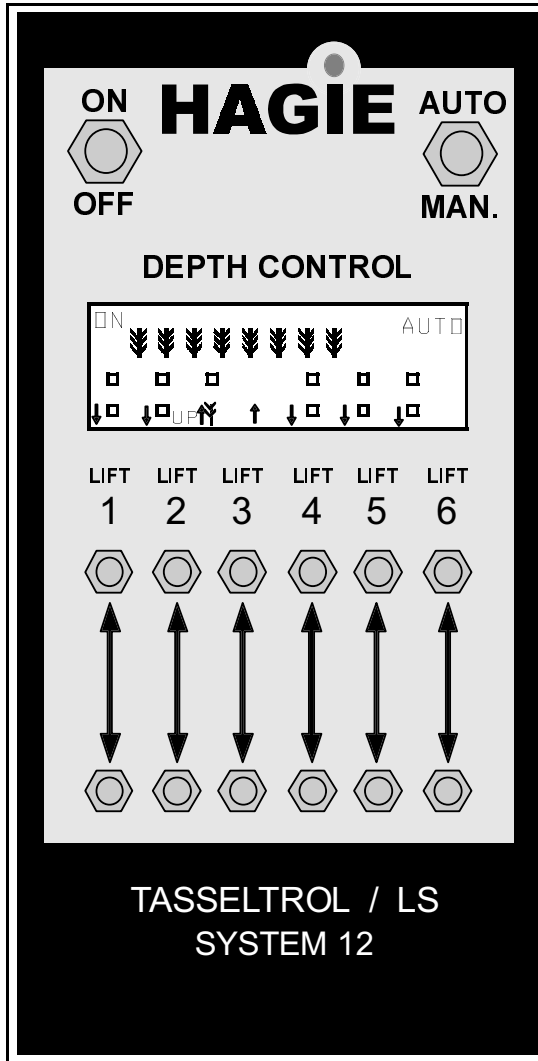 ON
HAGIE
AUTO
OFF
MAN.
DEPTH CONTROL
ON
AUTO
UP
LIFT LIFT LIFT LIFT LIFT LIFT
1 2 3 4 5 6
TASSELTROL / LS
SYSTEM 12